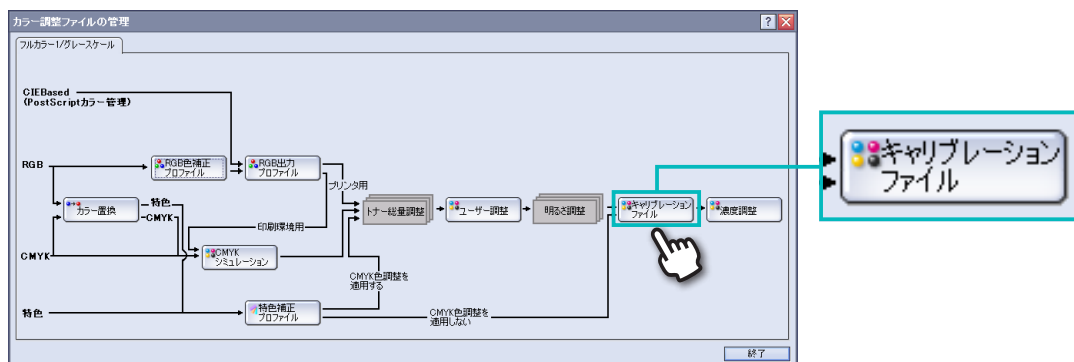 カラー調整ファイルの管理
フルカラー1/グレースケール
CIEBased
(PostScriptカラー管理)
RGB
RGB色補正
プロファイル
RGB出力
プロファイル
プリンタ用
カラー置換
特色
CMYK
トナー総量調整
ユーザー調整
明るさ調整
キャリブレーション
ファイル
濃度調整
印刷環境用
CMYK
CMYK
シミュレーション
CMYK色調整を
適用する
特色
特色補正
プロファイル
CMYK色調整を
適用しない
終了
キャリブレーション
ファイル